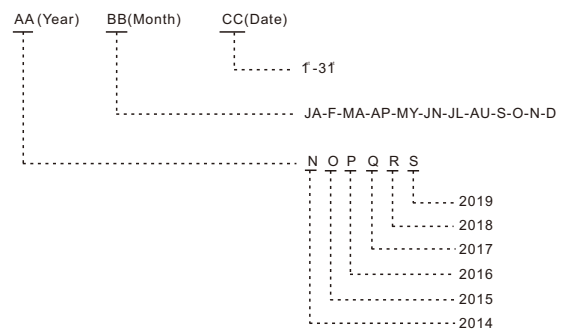 AA (Year) BB(Month) CC(Date)
1-31
JA-F-MA-AP-MY-JN-JL-AU-S-O-N-D
N O P Q R S
2019
2018
2017
2016
2015
2014